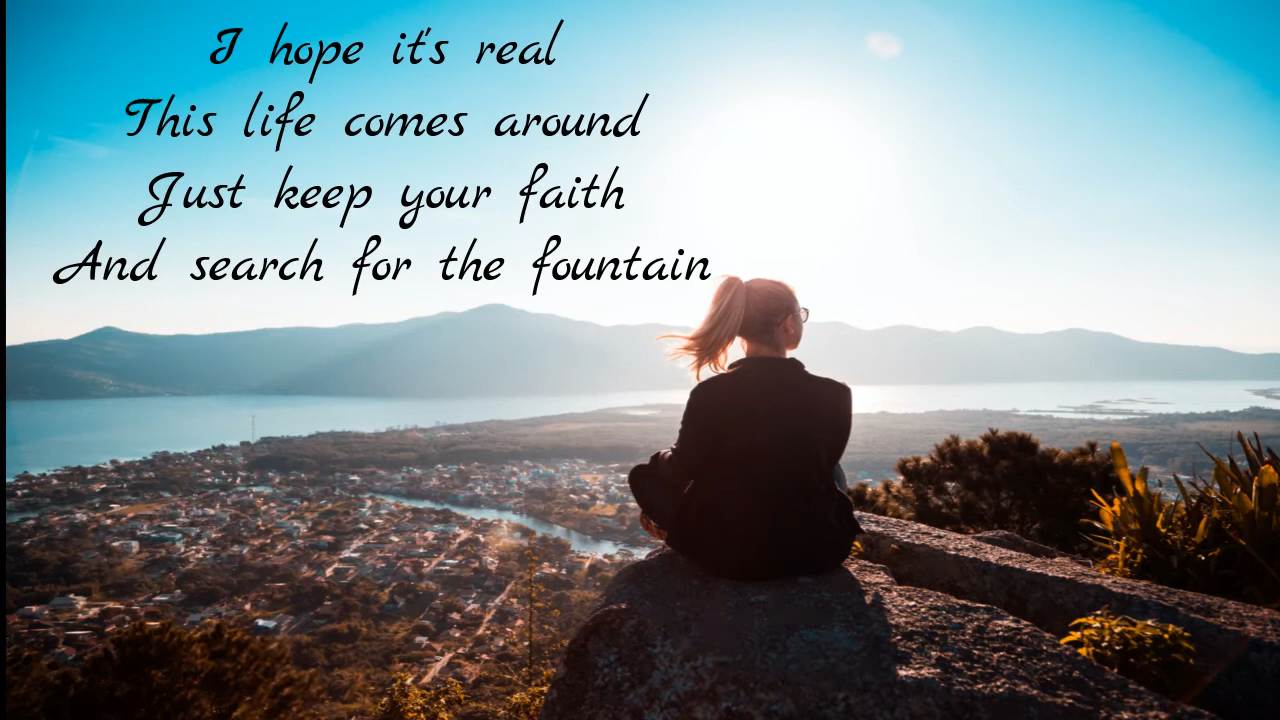 I hope it's real
This life comes around
Just keep your faith
And search for the fountain